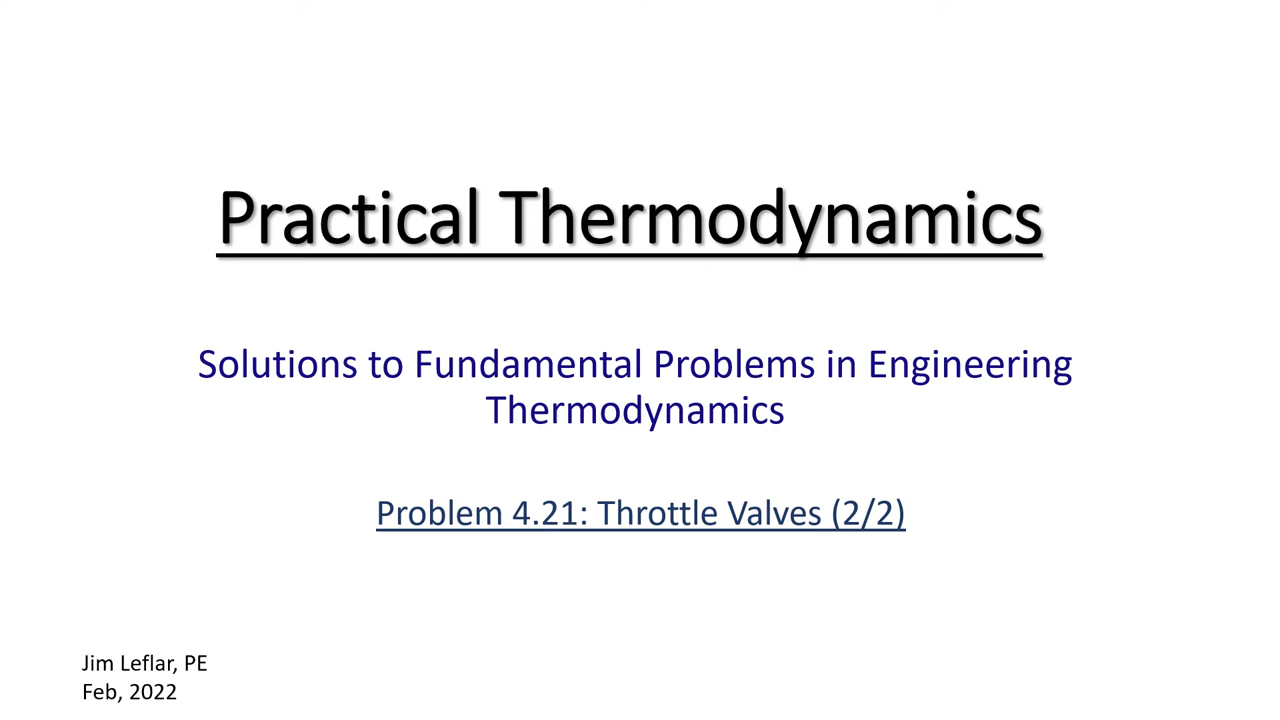 Practical Thermodynamics
Solutions to Fundamental Problems in Engineering
Thermodynamics
Problem 4.21: Throttle Valves (2/2)
Jim Leflar, PE
Feb, 2022